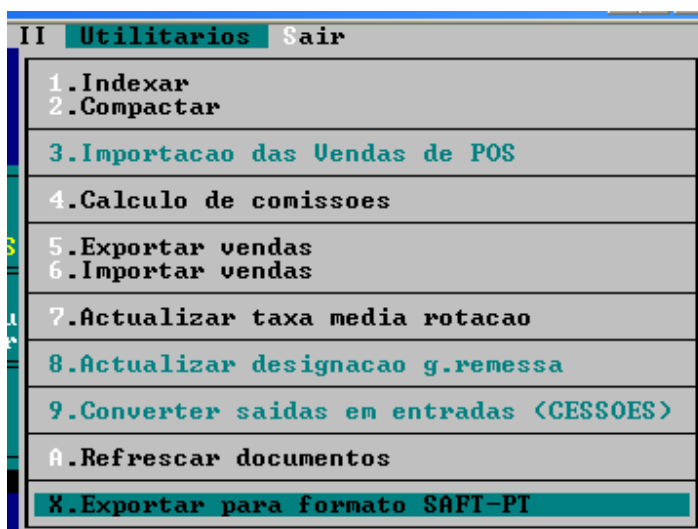 II Utilitarios Sair
1.Indexar
2.Compactar
3.Importacao das Vendas de POS
4.Calculo de comissoes
5.Exportar vendas
6.Importar vendas
7.Actualizar taxa media rotacao
8.Actualizar designacao g.remessa
9.Converter saidas em entradas (CESSOES)
A.Refrescar documentos
X.Exportar para formato SAFT-PT